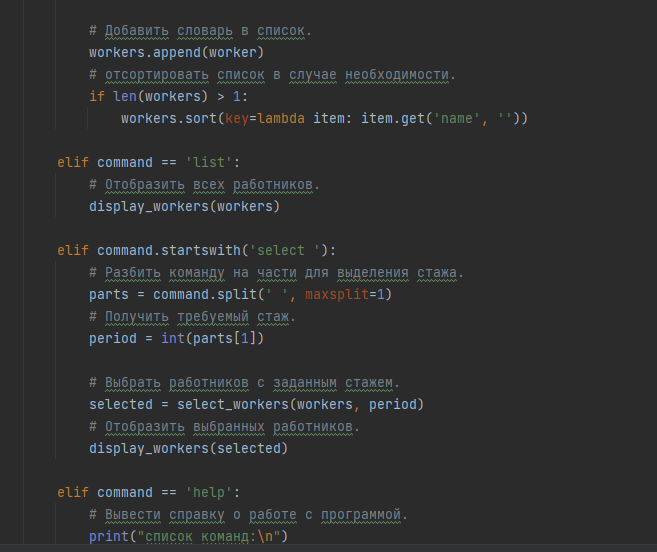 # Добавить словарь в список.
workers.append(worker)
# отсортировать список в случае необходимости.
if len(workers) > 1:
workers.sort(key=lambda item: item.get('name', ''))
elif command == 'list':
# Отобразить всех работников.
display_workers(workers)
elif command.startswith('select '):
# Разбить команду на части для выделения стажа.
parts = command.split(' ', maxsplit=1)
# Получить требуемый стаж.
period = int(parts[1])
# Выбрать работников с заданным стажем.
selected = select_workers(workers, period)
# Отобразить выбранных работников.
display_workers(selected)
elif command == 'help':
# Вывести справку о работе с программой.
print("список команд:\n")